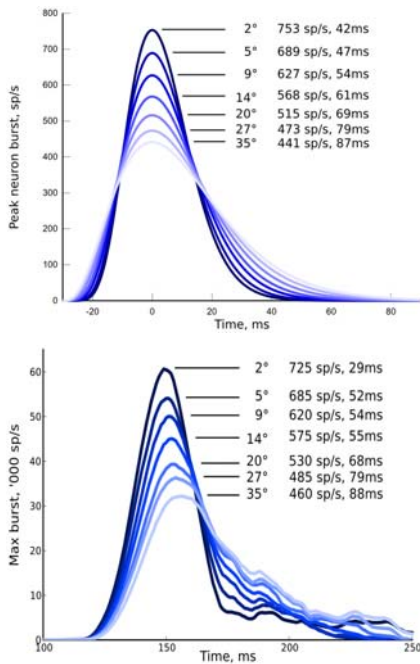 800
700
600
500
400
300
200
100
0
Peak neuron burst, sp/s
2° 753 sp/s, 42ms
5° 689 sp/s, 47ms
9° 627 sp/s, 54ms
14° 568 sp/s, 61ms
20° 515 sp/s, 69ms
27° 473 sp/s, 79ms
35° 441 sp/s, 87ms
-20 0 20 40 60 80
Time, ms
60
50
40
30
20
10
0
Max burst, '000 sp/s
2° 725 sp/s, 29ms
5° 685 sp/s, 52ms
9° 620 sp/s, 54ms
14° 575 sp/s, 55ms
20° 530 sp/s, 68ms
27° 485 sp/s, 79ms
35° 460 sp/s, 88ms
100 150 200 250
Time, ms